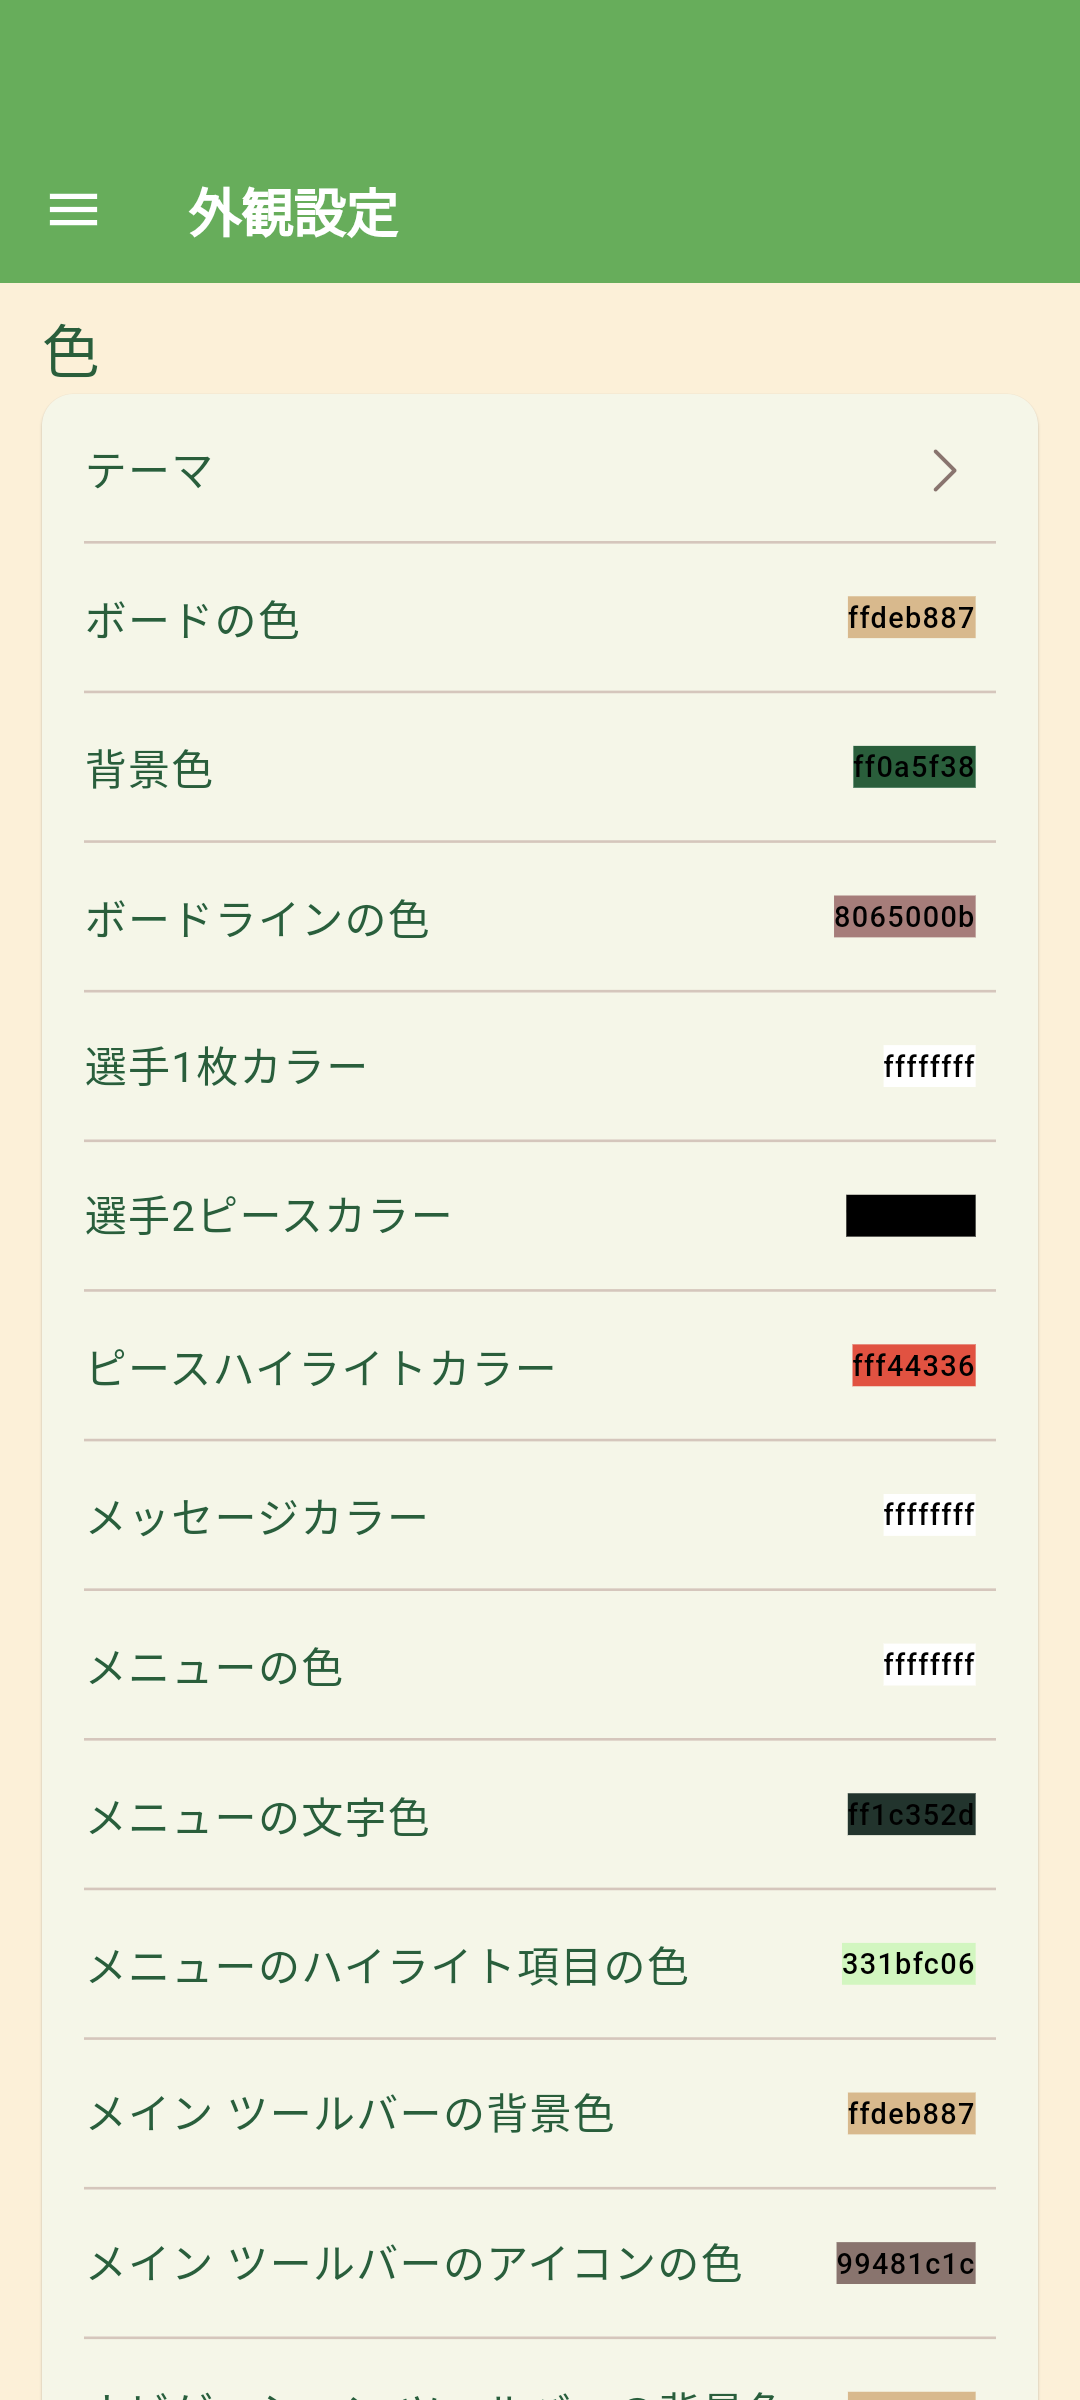 外観設定
色
テーマ
ボードの色 ffdeb887
背景色 ff0a5f38
ボードラインの色 8065000b
選手1枚カラー ffffffff
選手2ピースカラー
ピースハイライトカラー fff44336
メッセージカラー ffffffff
メニューの色 ffffffff
メニューの文字色 ff1c352d
メニューのハイライト項目の色 331bfc06
メイン ツールバーの背景色 ffdeb887
メイン ツールバーのアイコンの色 99481c1c